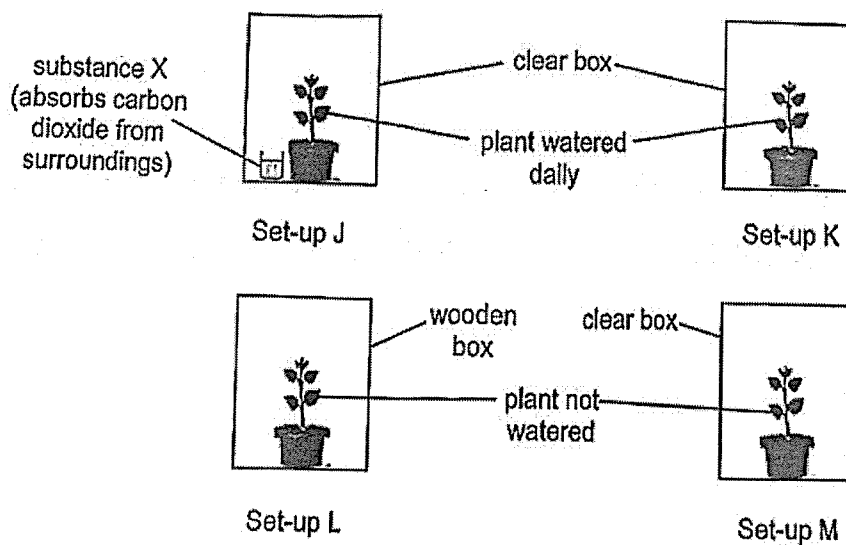 substance X
(absorbs carbon
dioxide from
surroundings)
clear box
plant watered
daily
Set-up J
Set-up K
wooden
box
clear box
plant not
watered
Set-up L
Set-up M